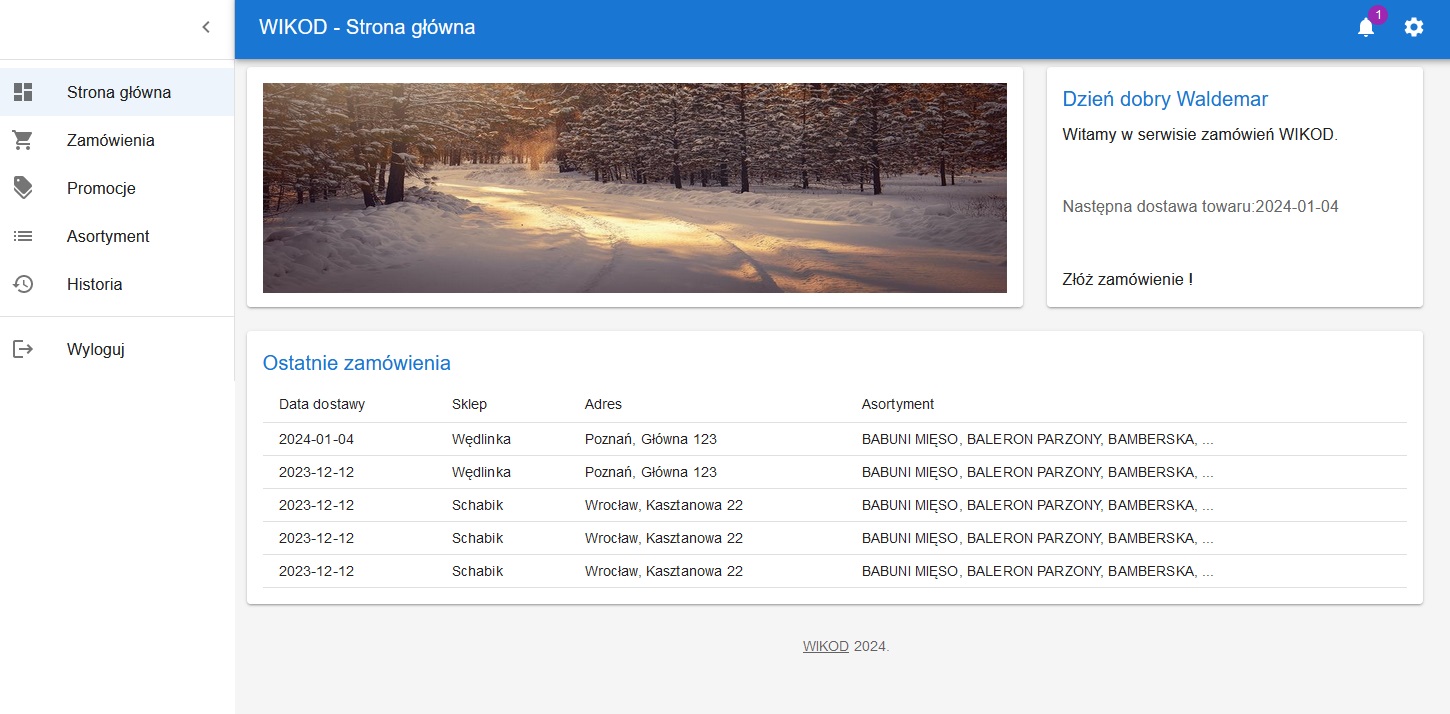 WIKOD - Strona główna
1
Strona główna
Zamówienia
Promocje
Asortyment
Historia
Wyloguj
Dzień dobry Waldemar
Witamy w serwisie zamówień WIKOD.
Następna dostawa towaru:2024-01-04
Złóż zamówienie !
Ostatnie zamówienia
Data dostawy Sklep Adres Asortyment
2024-01-04 Wędlinka Poznań, Główna 123 BABUNI MIĘSO, BALERON PARZONY, BAMBERSKA, ...
2023-12-12 Wędlinka Poznań, Główna 123 BABUNI MIĘSO, BALERON PARZONY, BAMBERSKA, ...
2023-12-12 Schabik Wrocław, Kasztanowa 22 BABUNI MIĘSO, BALERON PARZONY, BAMBERSKA, ...
2023-12-12 Schabik Wrocław, Kasztanowa 22 BABUNI MIĘSO, BALERON PARZONY, BAMBERSKA, ...
2023-12-12 Schabik Wrocław, Kasztanowa 22 BABUNI MIĘSO, BALERON PARZONY, BAMBERSKA, ...
WIKOD 2024.